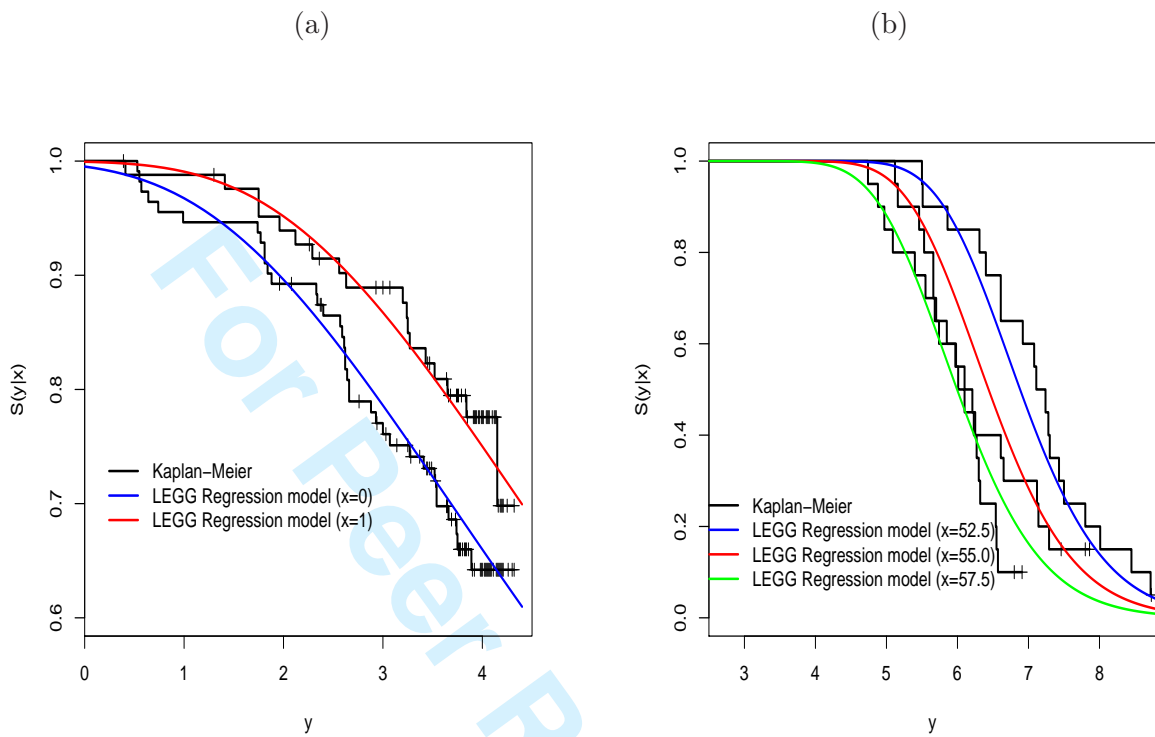 (a)
(b)
S(y|x)
1.0
0.9
0.8
0.7
0.6
Kaplan−Meier
LEGG Regression model (x=0)
LEGG Regression model (x=1)
0 1 2 3 4
y
S(y|x)
1.0
0.8
0.6
0.4
0.2
0.0
Kaplan−Meier
LEGG Regression model (x=52.5)
LEGG Regression model (x=55.0)
LEGG Regression model (x=57.5)
3 4 5 6 7 8
y
For Peer R